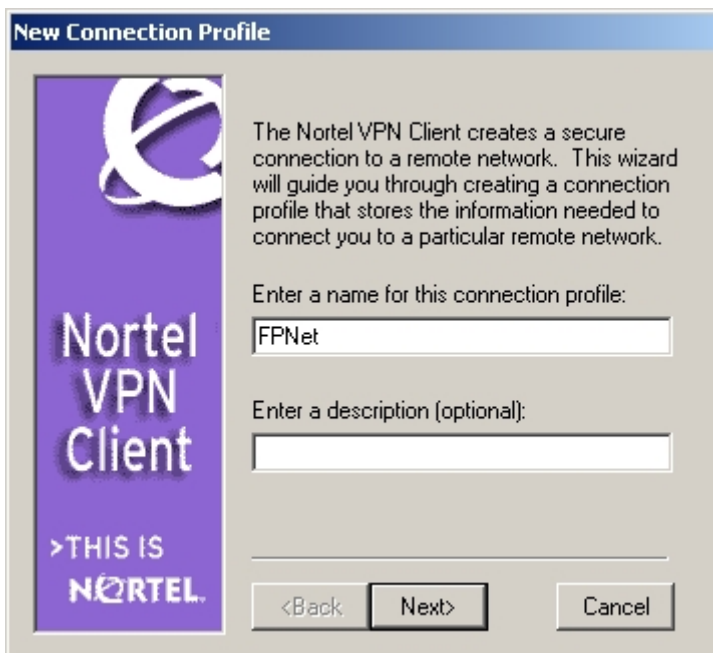 New Connection Profile
Nortel
VPN
Client
>THIS IS
NORTEL.
The Nortel VPN Client creates a secure
connection to a remote network.  This wizard
will guide you through creating a connection
profile that stores the information needed to
connect you to a particular remote network.
Enter a name for this connection profile:
FPNet
Enter a description (optional):
<Back
Next>
Cancel